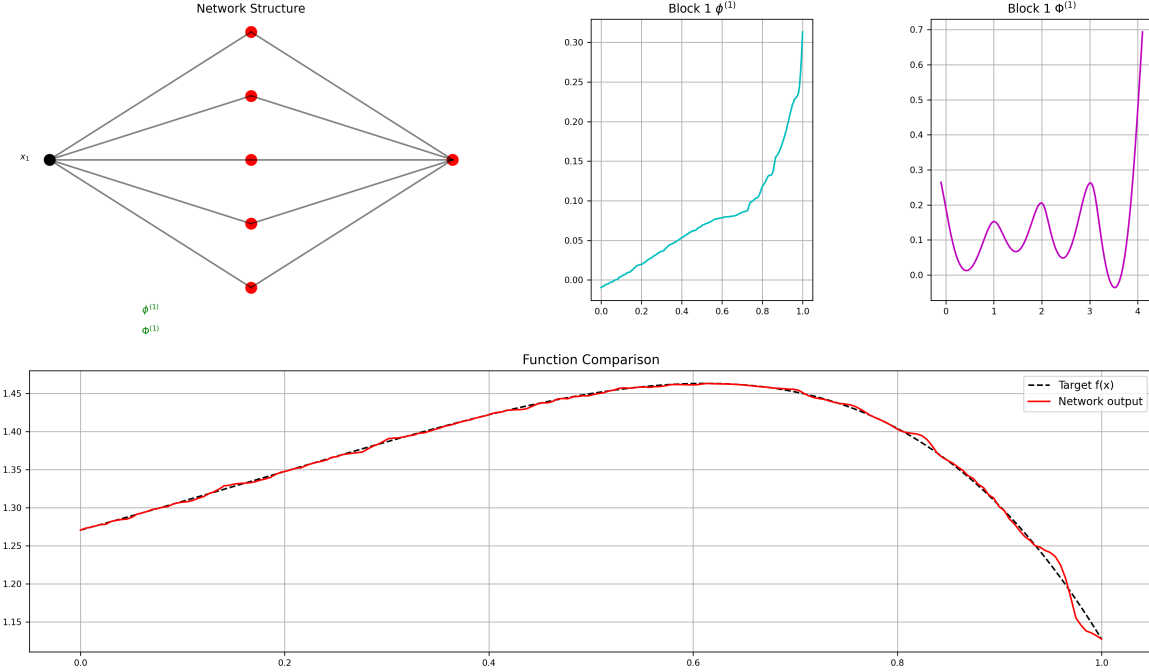 Network Structure
x₁
ϕ⁽¹⁾
Φ⁽¹⁾
Block 1 ϕ⁽¹⁾
0.30
0.25
0.20
0.15
0.10
0.05
0.00
0.0 0.2 0.4 0.6 0.8 1.0
Block 1 Φ⁽¹⁾
0.7
0.6
0.5
0.4
0.3
0.2
0.1
0.0
0 1 2 3 4
Function Comparison
Target f(x)
Network output
1.45
1.40
1.35
1.30
1.25
1.20
1.15
0.0 0.2 0.4 0.6 0.8 1.0